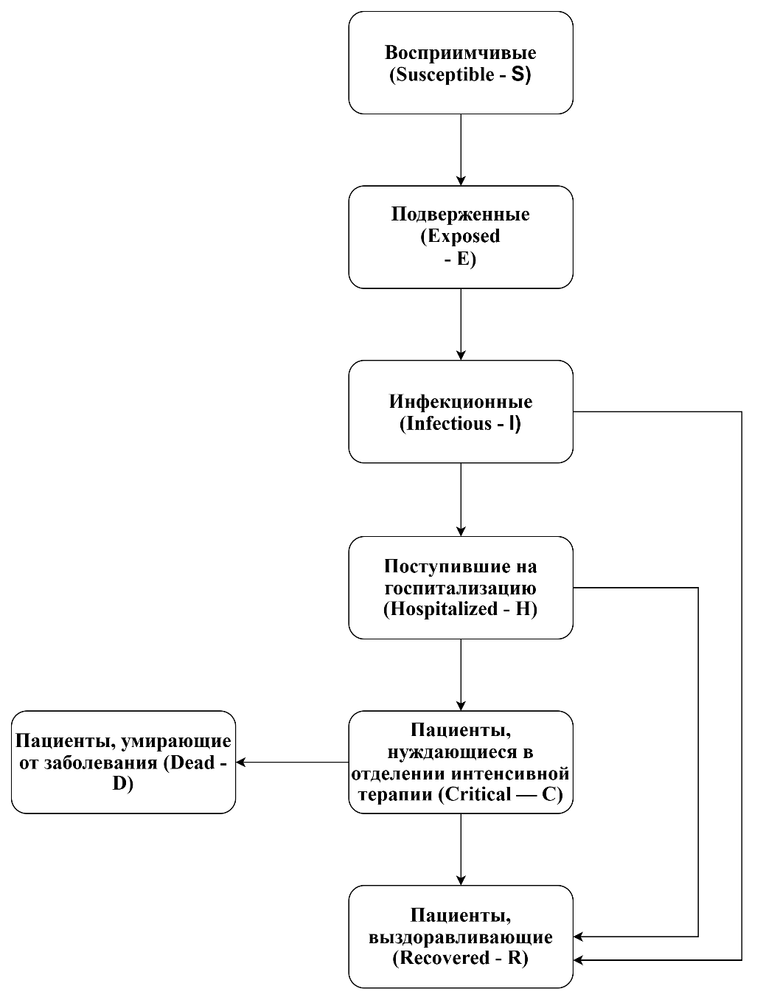 Восприимчивые
(Susceptible - S)
Подверженные
(Exposed
- E)
Инфекционные
(Infectious - I)
Поступившие на
госпитализацию
(Hospitalized - H)
Пациенты, умирающие
от заболевания (Dead -
D)
Пациенты,
нуждающиеся в
отделении интенсивной
терапии (Critical — C)
Пациенты,
выздоравливающие
(Recovered - R)